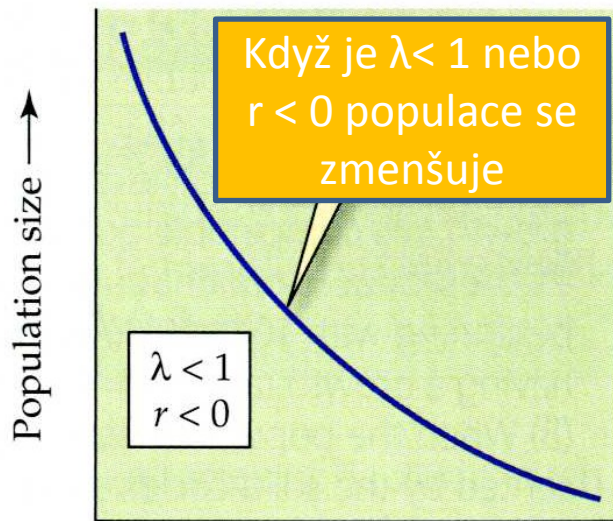 Když je λ< 1 nebo
r < 0 populace se
zmenšuje
Population size
λ < 1
r < 0